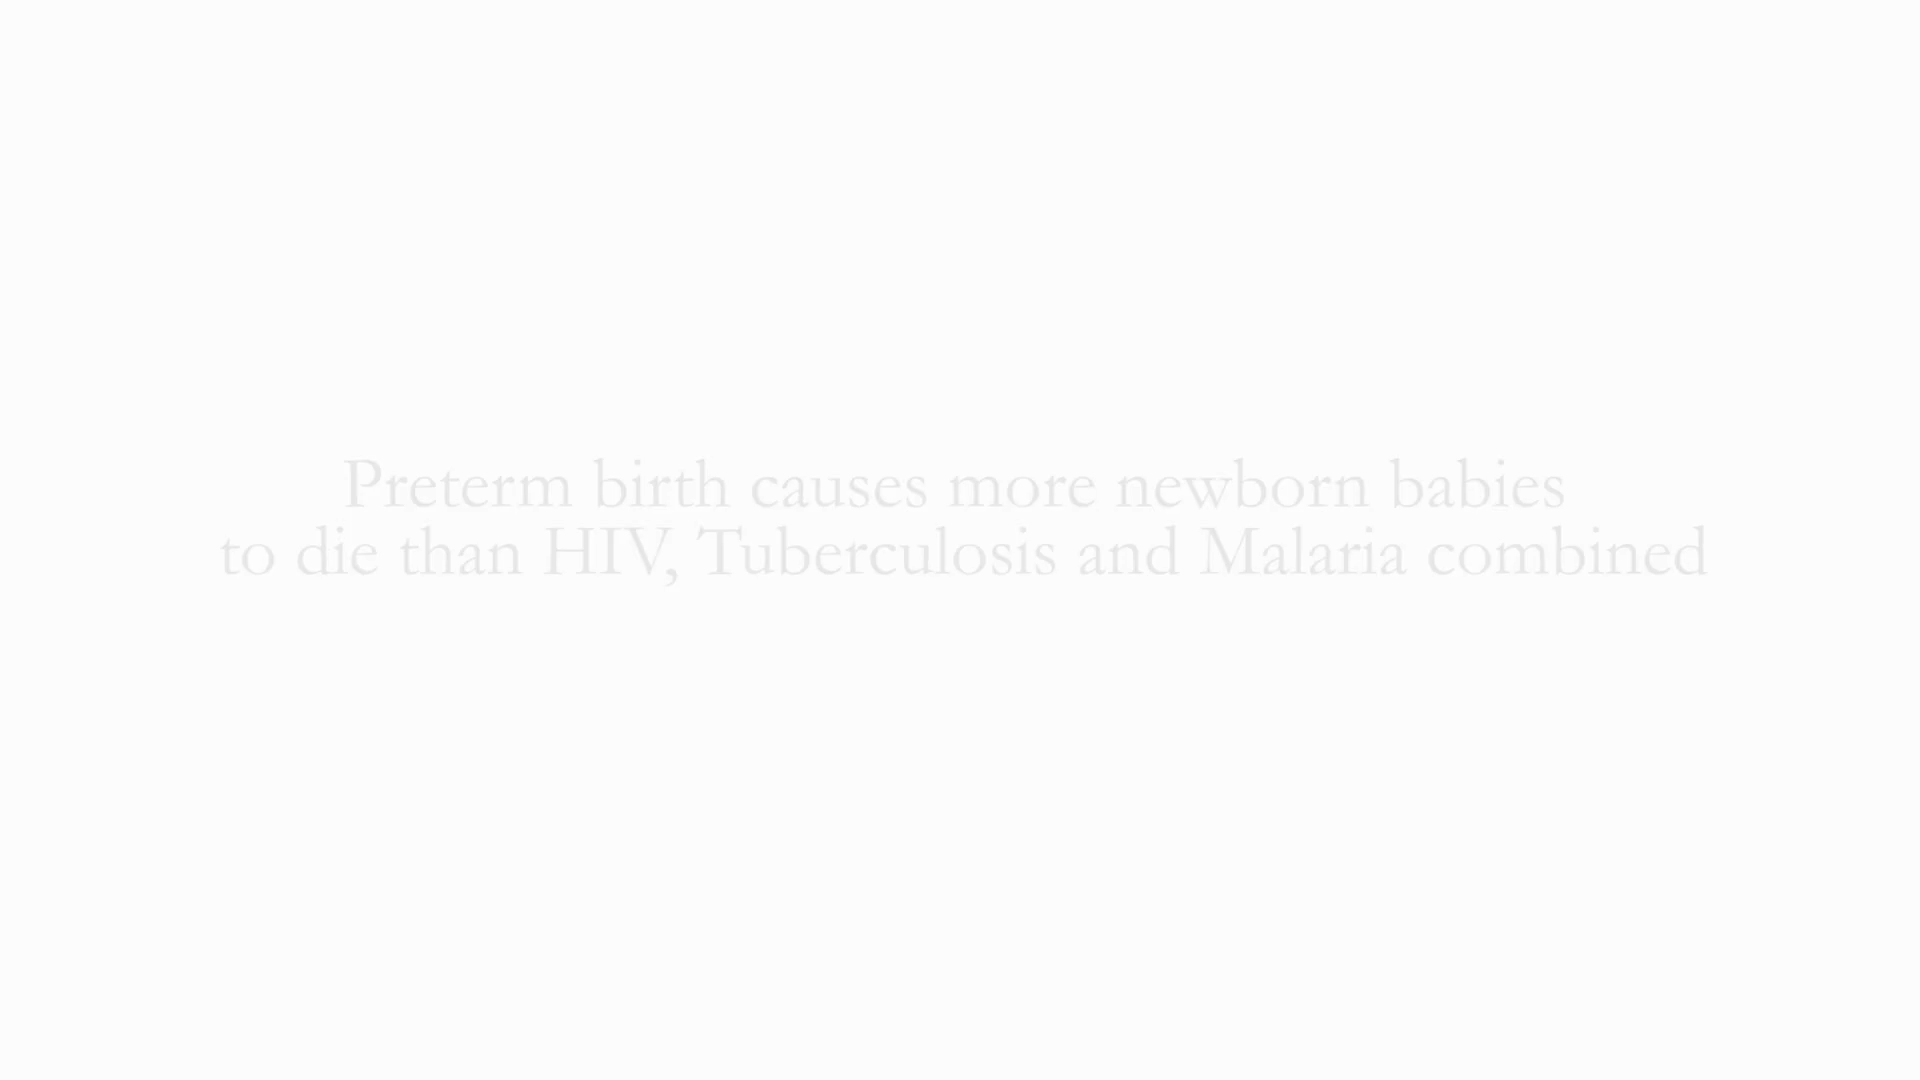 Preterm birth causes more newborn babies
to die than HIV, Tuberculosis and Malaria combined